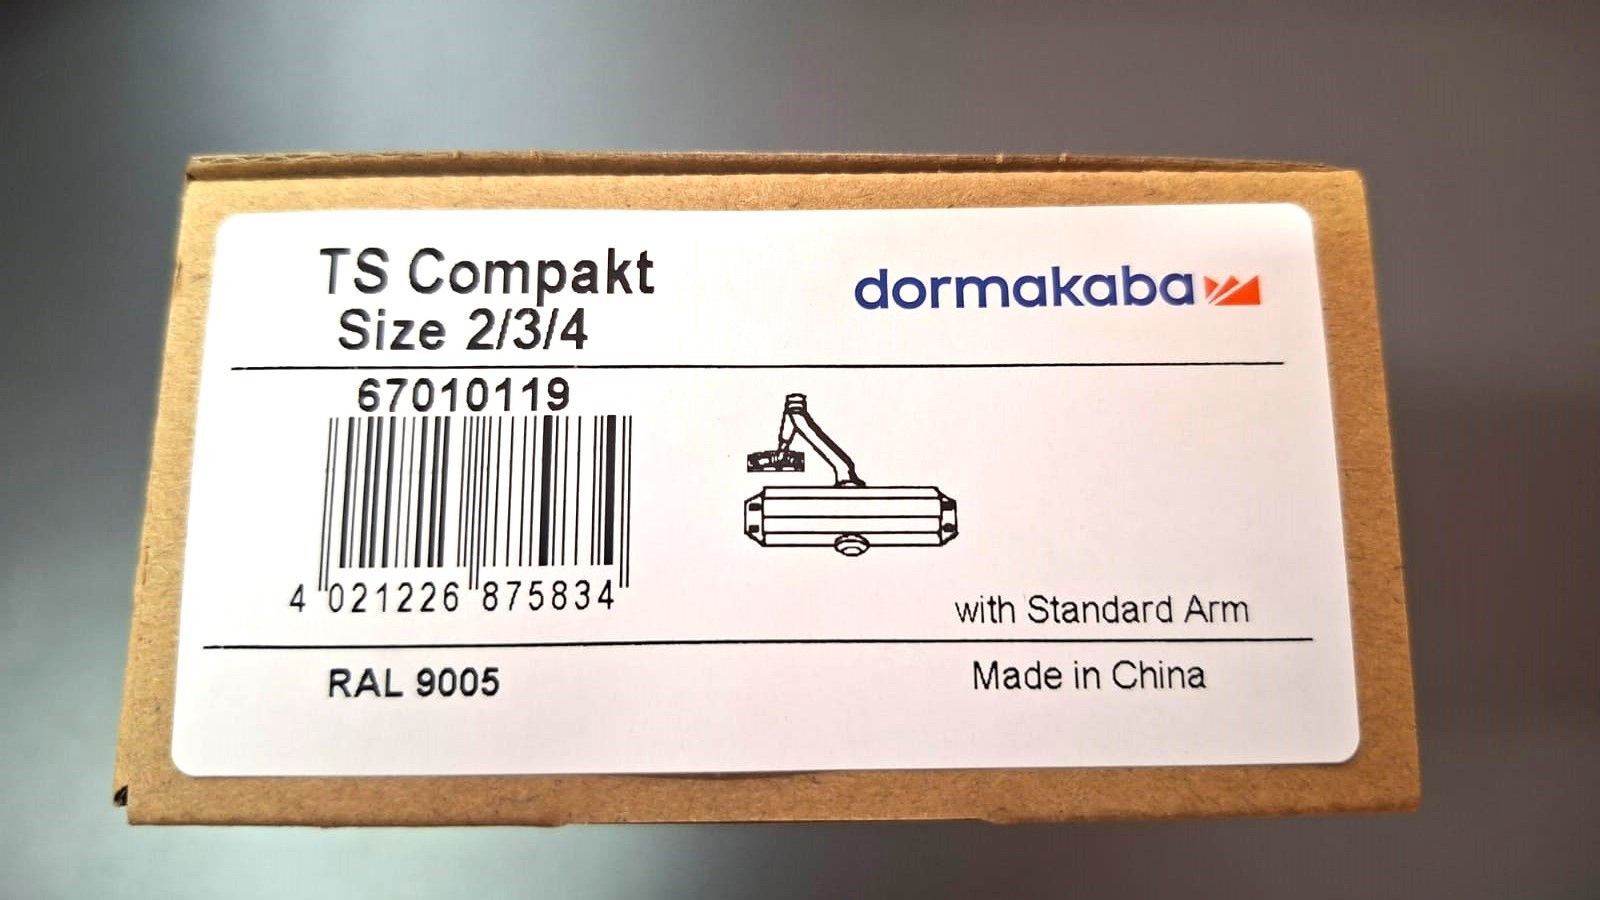 TS Compakt
Size 2/3/4
dormakaba
67010119
4 021226 875834
with Standard Arm
RAL 9005
Made in China